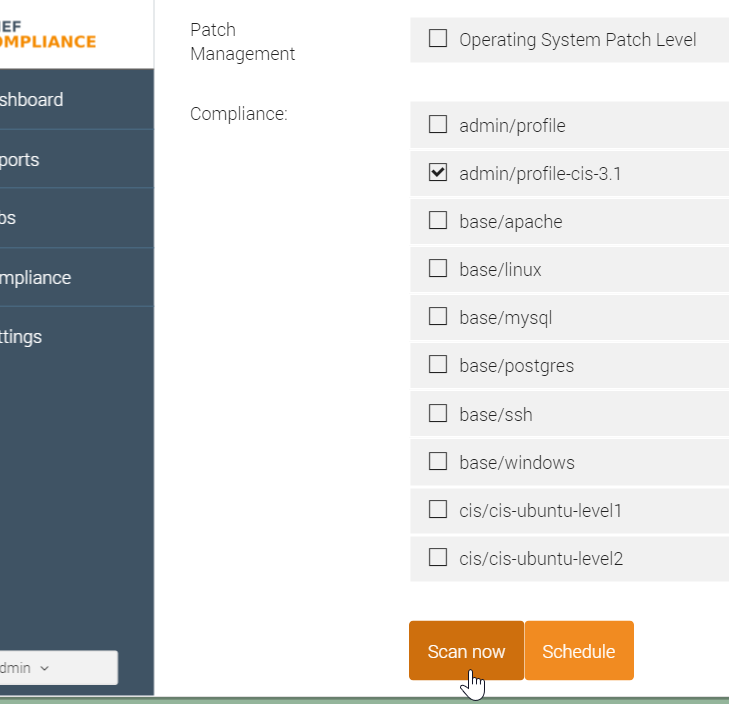 IEF
OMPLIANCE
shboard
ports
bs
mpliance
ttings
dmin
Patch
Management
Operating System Patch Level
Compliance:
admin/profile
admin/profile-cis-3.1
base/apache
base/linux
base/mysql
base/postgres
base/ssh
base/windows
cis/cis-ubuntu-level1
cis/cis-ubuntu-level2
Scan now
Schedule